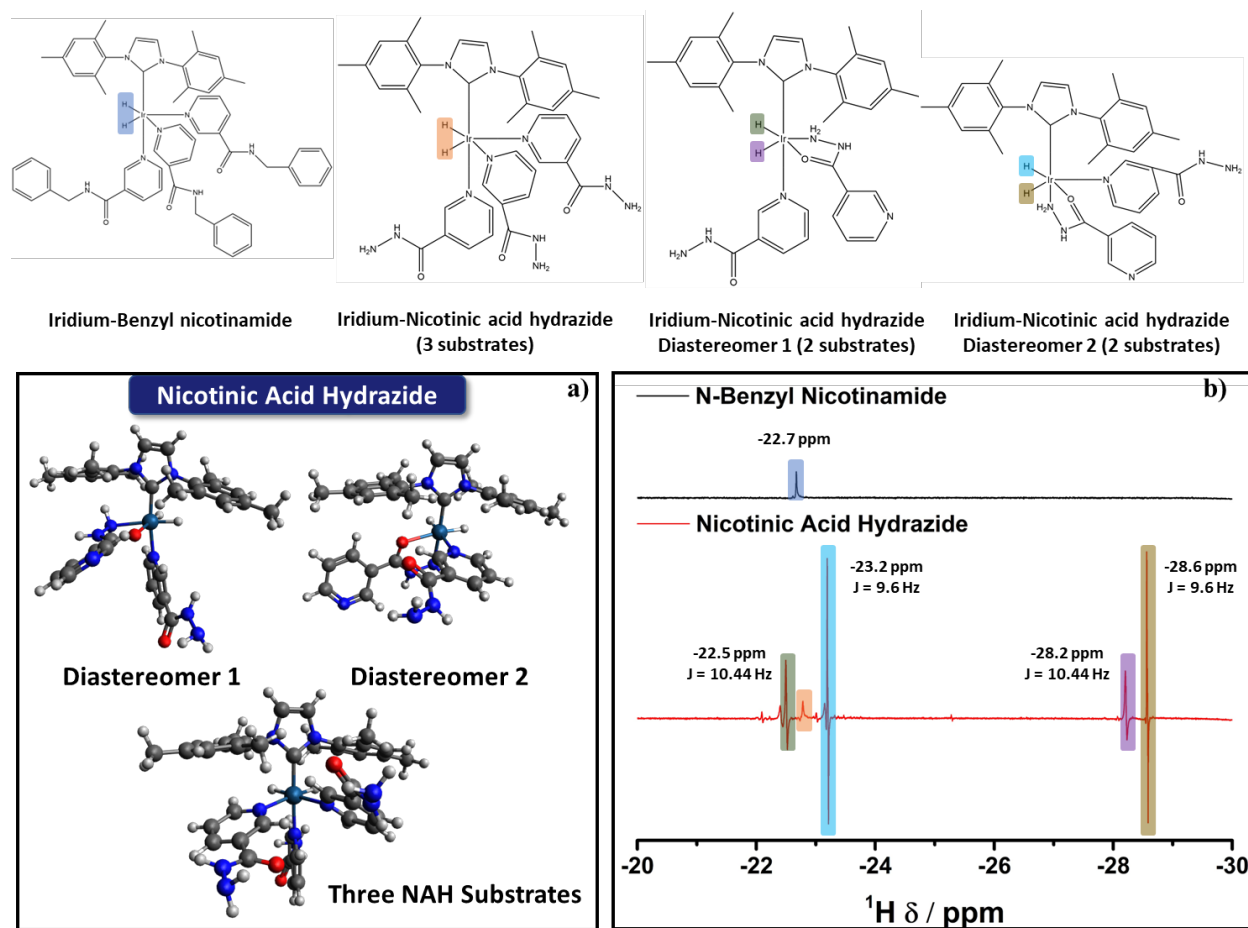 Iridium-Benzyl nicotinamide
Iridium-Nicotinic acid hydrazide
(3 substrates)
Iridium-Nicotinic acid hydrazide
Diastereomer 1 (2 substrates)
Iridium-Nicotinic acid hydrazide
Diastereomer 2 (2 substrates)
Nicotinic Acid Hydrazide
a)
Diastereomer 1
Diastereomer 2
Three NAH Substrates
b)
N-Benzyl Nicotinamide
-22.7 ppm
Nicotinic Acid Hydrazide
-23.2 ppm
J = 9.6 Hz
-28.6 ppm
J = 9.6 Hz
-22.5 ppm
J = 10.44 Hz
-28.2 ppm
J = 10.44 Hz
-20 -22 -24 -26 -28 -30
¹H δ / ppm